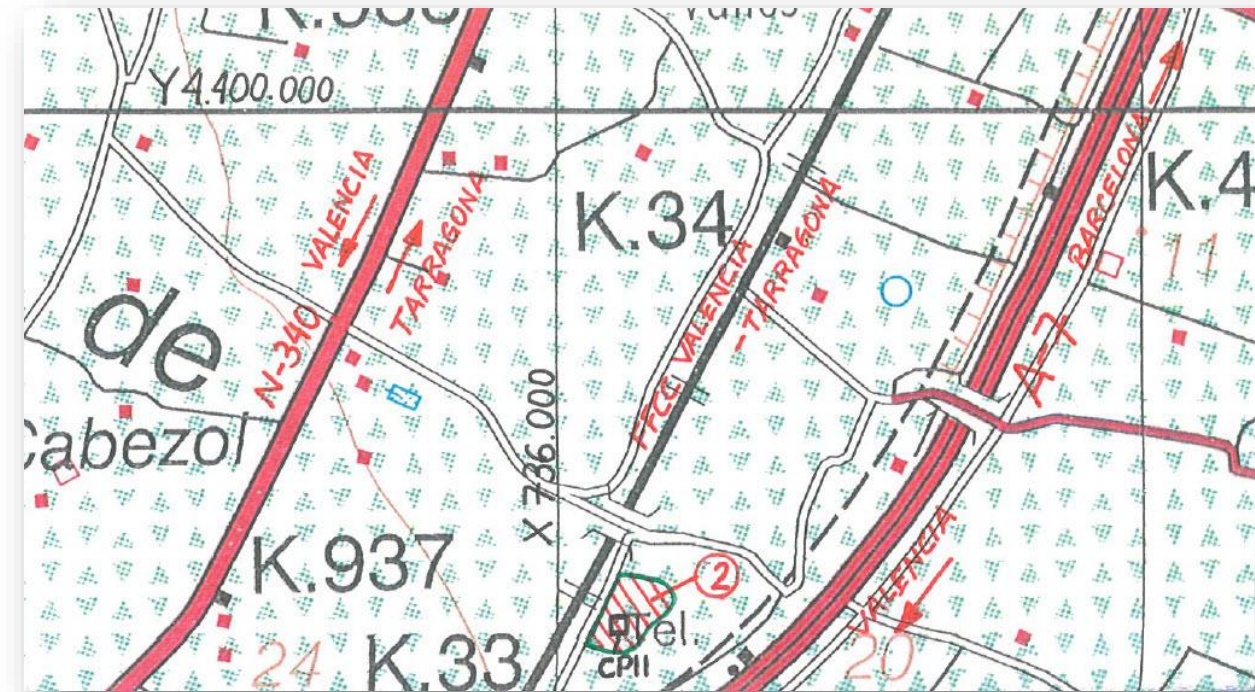 Y4.400.000
VALENCIA
TARRAGONA
N-340
K.34
FFCC VALENCIA
- TARRAGONA
BARCELONA
K.4
11
A-7
de
Cabezol
X 736.000
K.937
2
Tel.
CPII
VALENCIA
24
K.33
20